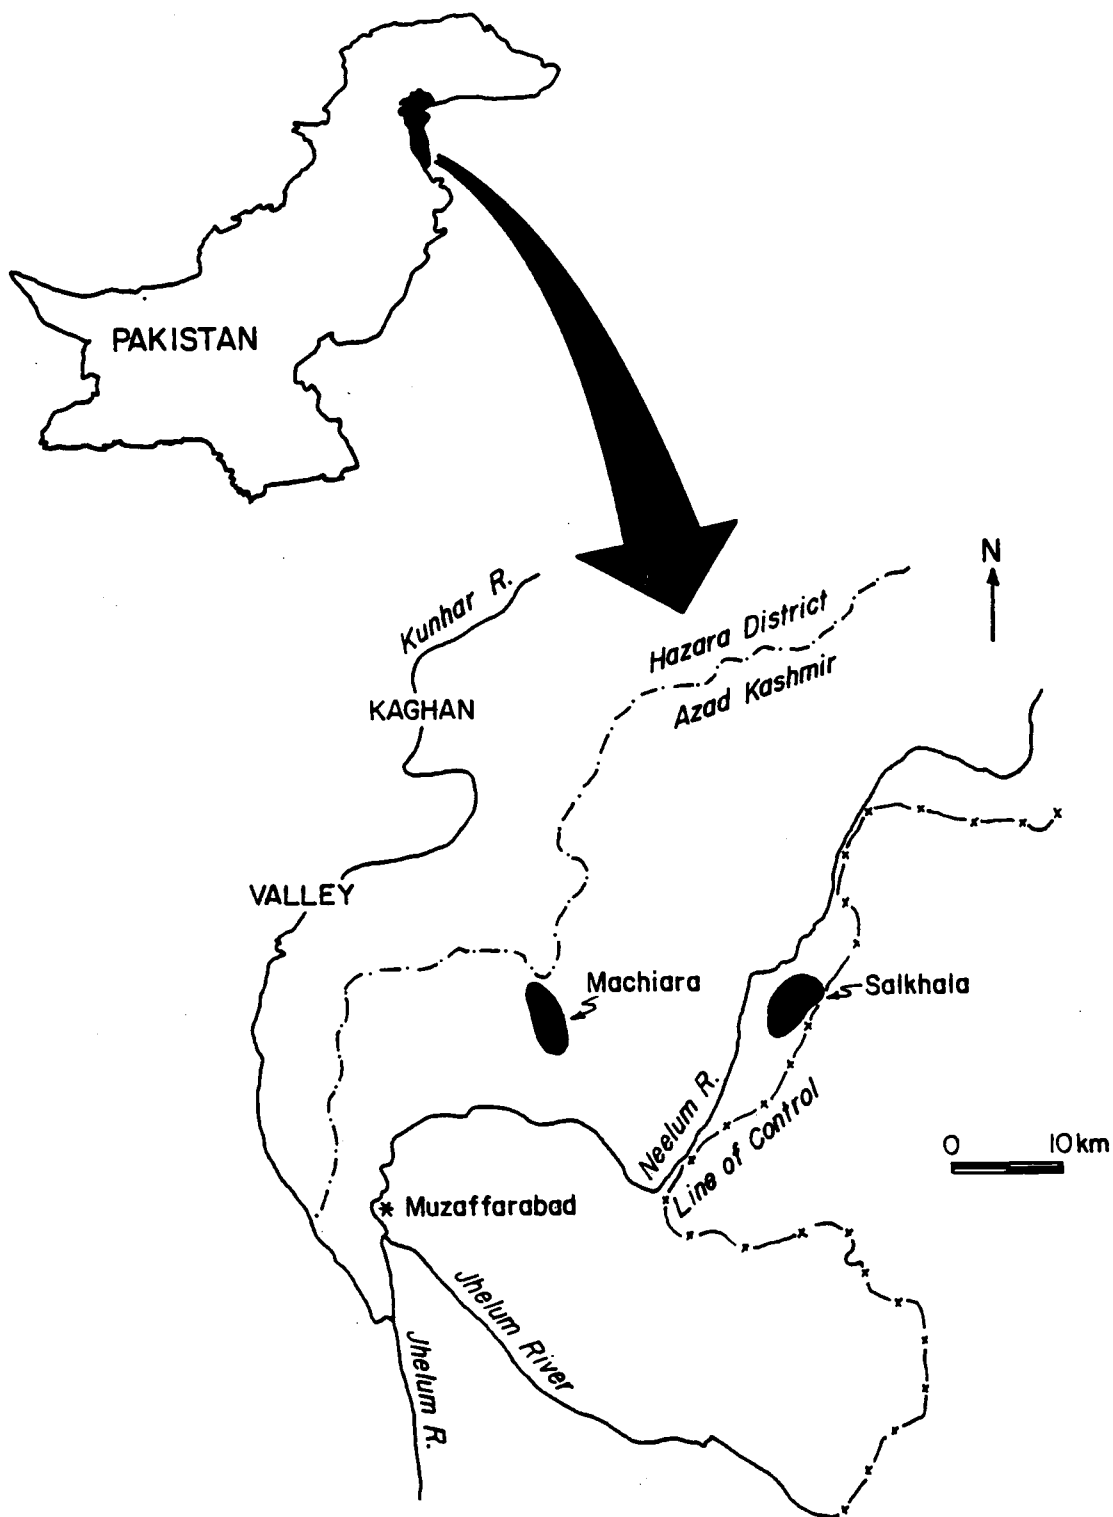 PAKISTAN
N
Kunhar R.
Hazara District
Azad Kashmir
KAGHAN
VALLEY
Machiara
Salkhala
Neelum R.
Line of Control
0 10 km
* Muzaffarabad
Jhelum River
Jhelum R.